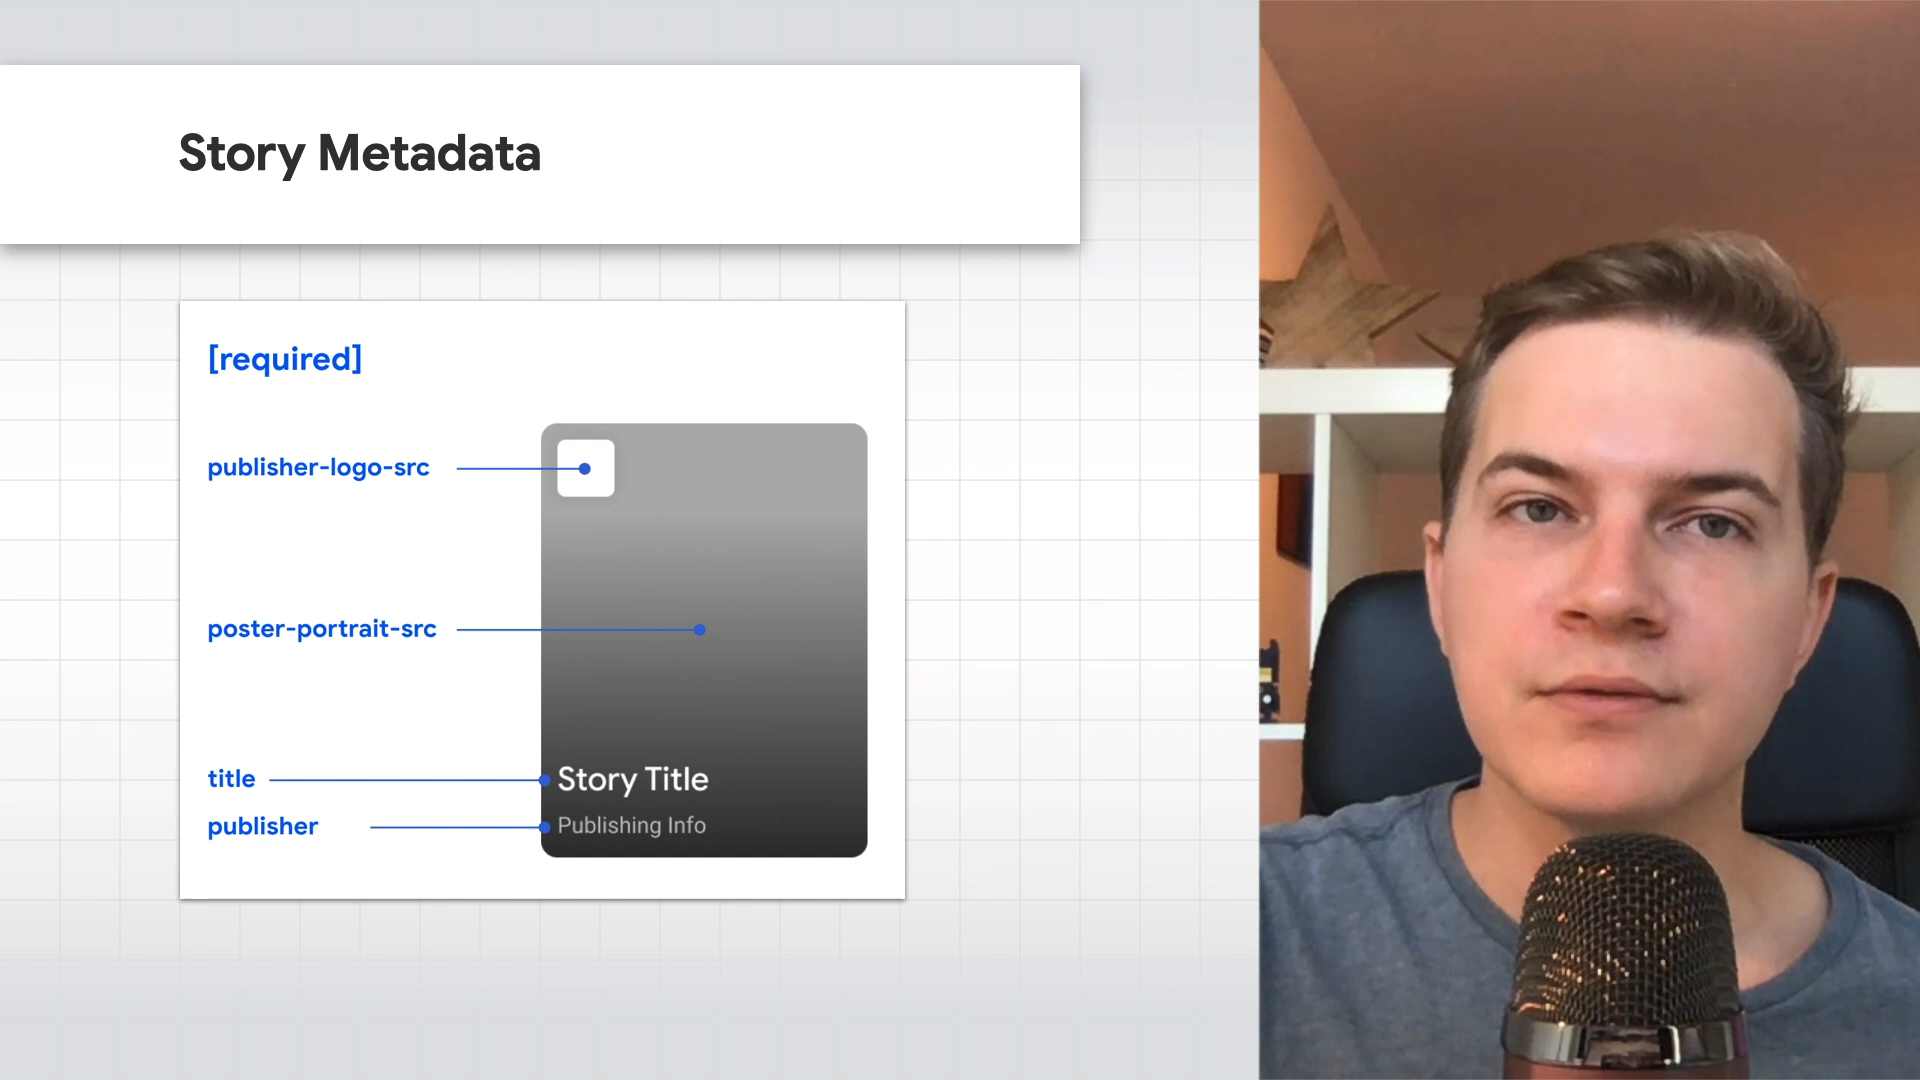 Story Metadata
[required]
publisher-logo-src
poster-portrait-src
title
Story Title
publisher
Publishing Info